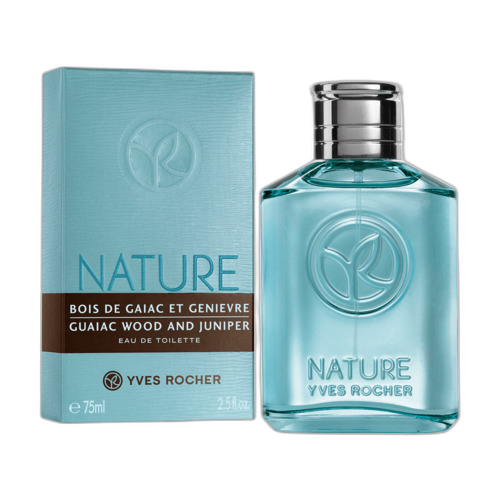 NATURE
BOIS DE GAIAC ET GENIEVRE
GUAIAC WOOD AND JUNIPER
EAU DE TOILETTE
YVES ROCHER
℮ 75ml 2.5 fl.oz.
NATURE
YVES ROCHER